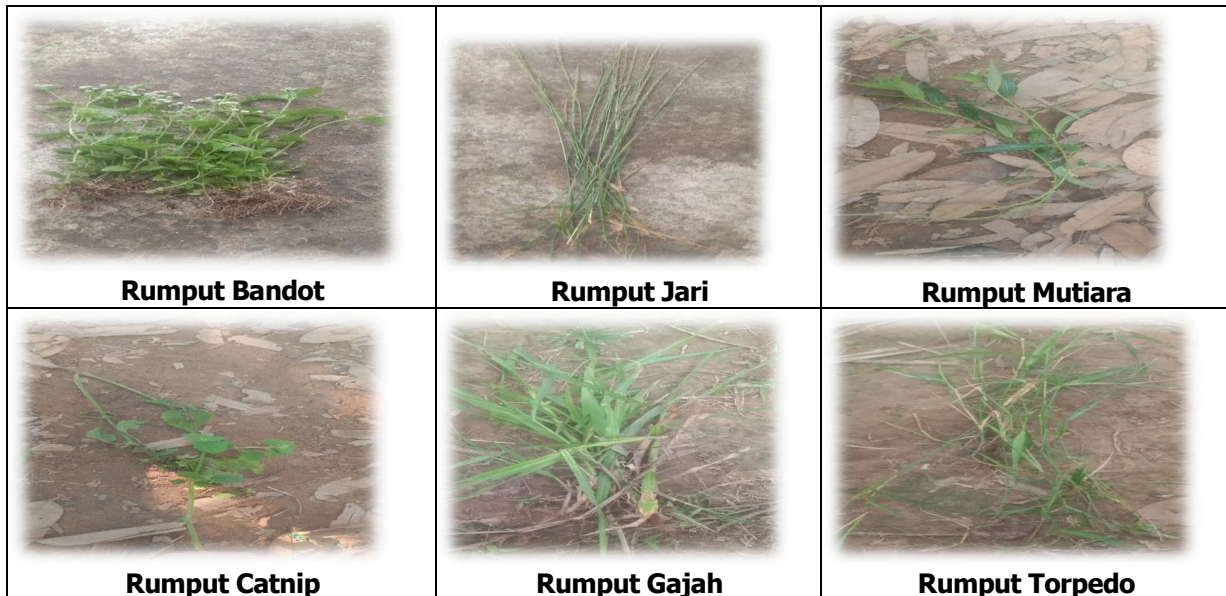 Rumput Bandot
Rumput Jari
Rumput Mutiara
Rumput Catnip
Rumput Gajah
Rumput Torpedo